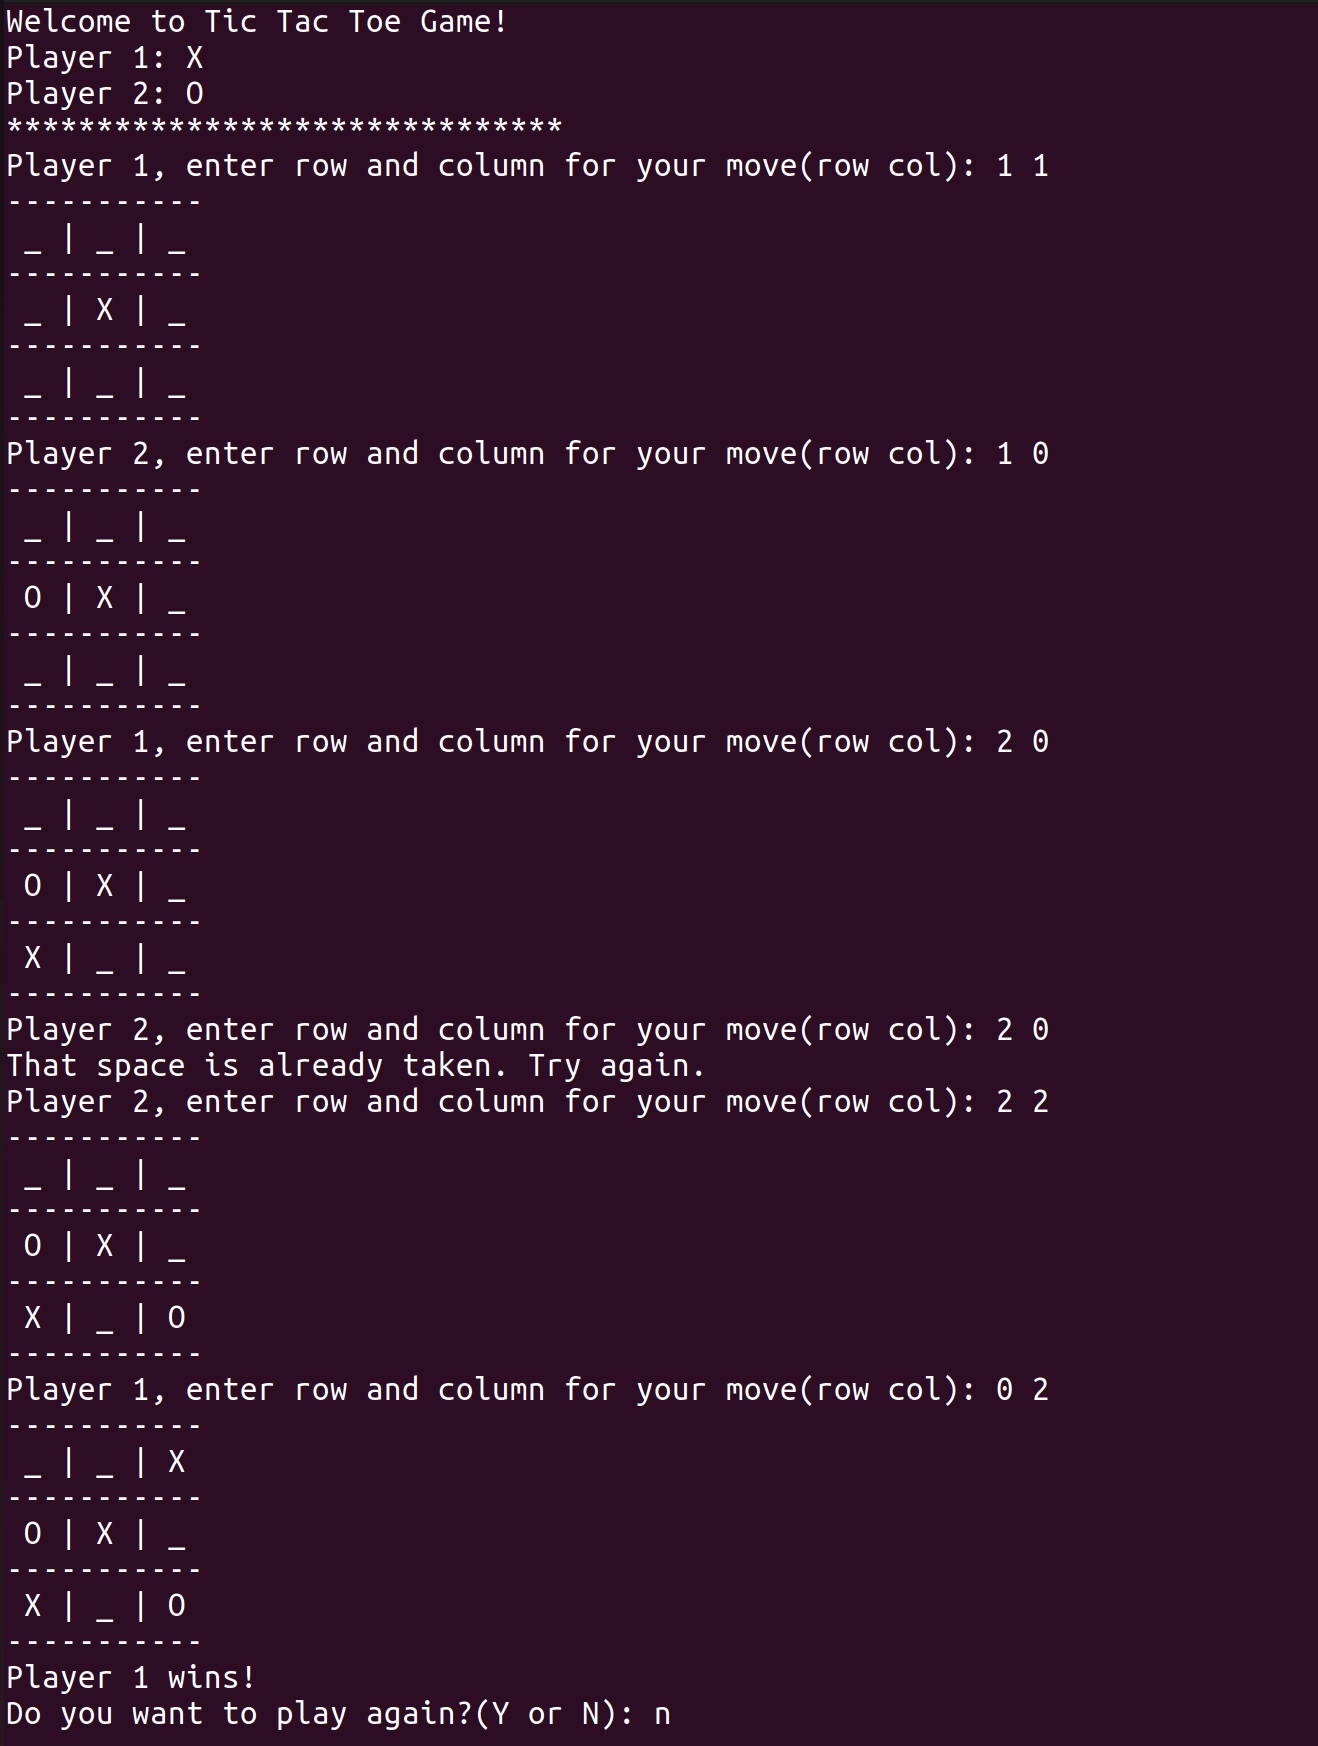 Welcome to Tic Tac Toe Game!
Player 1: X
Player 2: O
*******************************
Player 1, enter row and column for your move(row col): 1 1
-----------
 _ | _ | _
-----------
 _ | X | _
-----------
 _ | _ | _
-----------
Player 2, enter row and column for your move(row col): 1 0
-----------
 _ | _ | _
-----------
 O | X | _
-----------
 _ | _ | _
-----------
Player 1, enter row and column for your move(row col): 2 0
-----------
 _ | _ | _
-----------
 O | X | _
-----------
 X | _ | _
-----------
Player 2, enter row and column for your move(row col): 2 0
That space is already taken. Try again.
Player 2, enter row and column for your move(row col): 2 2
-----------
 _ | _ | _
-----------
 O | X | _
-----------
 X | _ | O
-----------
Player 1, enter row and column for your move(row col): 0 2
-----------
 _ | _ | X
-----------
 O | X | _
-----------
 X | _ | O
-----------
Player 1 wins!
Do you want to play again?(Y or N): n